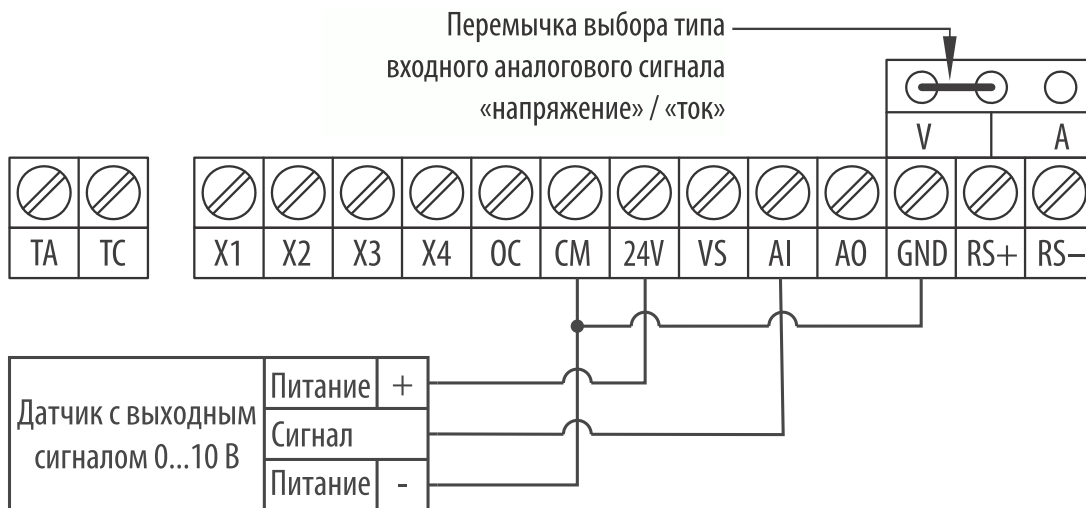 Перемычка выбора типа
входного аналогового сигнала
«напряжение» / «ток»
V A
TA TC X1 X2 X3 X4 OC CM 24V VS AI AO GND RS+ RS–
Датчик с выходным
сигналом 0...10 В
Питание +
Сигнал
Питание -